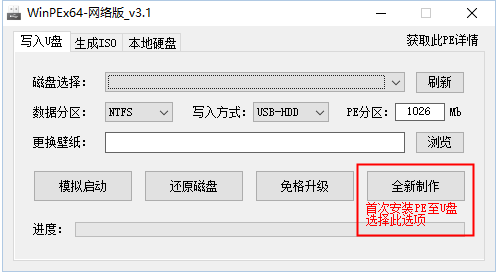 WinPEx64-网络版_v3.1
写入U盘 生成ISO 本地硬盘 获取此PE详情
磁盘选择： 刷新
数据分区： NTFS 写入方式： USB-HDD PE分区： 1026 Mb
更换壁纸： 浏览
模拟启动 还原磁盘 免格升级 全新制作
首次安装PE至U盘
选择此选项
进度：